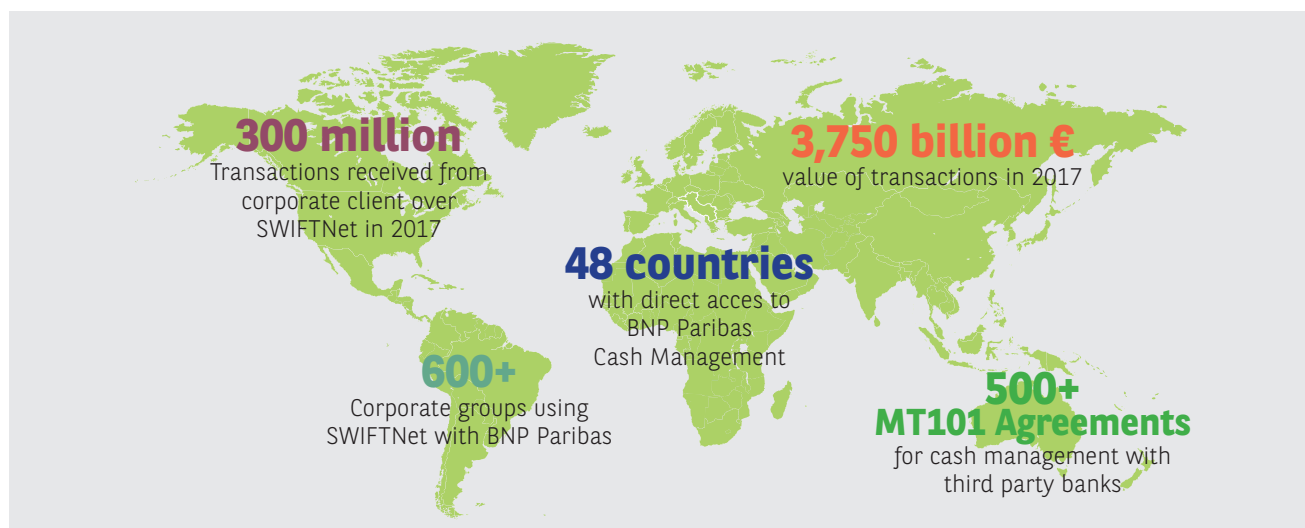 300 million
Transactions received from
corporate client over
SWIFTNet in 2017
3,750 billion €
value of transactions in 2017
48 countries
with direct acces to
BNP Paribas
Cash Management
600+
Corporate groups using
SWIFTNet with BNP Paribas
500+
MT101 Agreements
for cash management with
third party banks